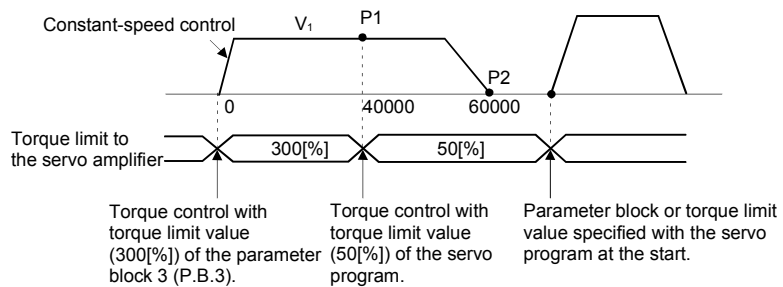 Constant-speed control
V1
P1
P2
0
40000
60000
Torque limit to
the servo amplifier
300[%]
50[%]
Torque control with
torque limit value
(300[%]) of the parameter
block 3 (P.B.3).
Torque control with
torque limit value
(50[%]) of the servo
program.
Parameter block or torque limit
value specified with the servo
program at the start.